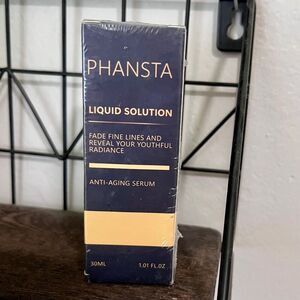 PHANSTA
LIQUID SOLUTION
FADE FINE LINES AND
REVEAL YOUR YOUTHFUL
RADIANCE
ANTI-AGING SERUM
30ML 1.01 FL.OZ